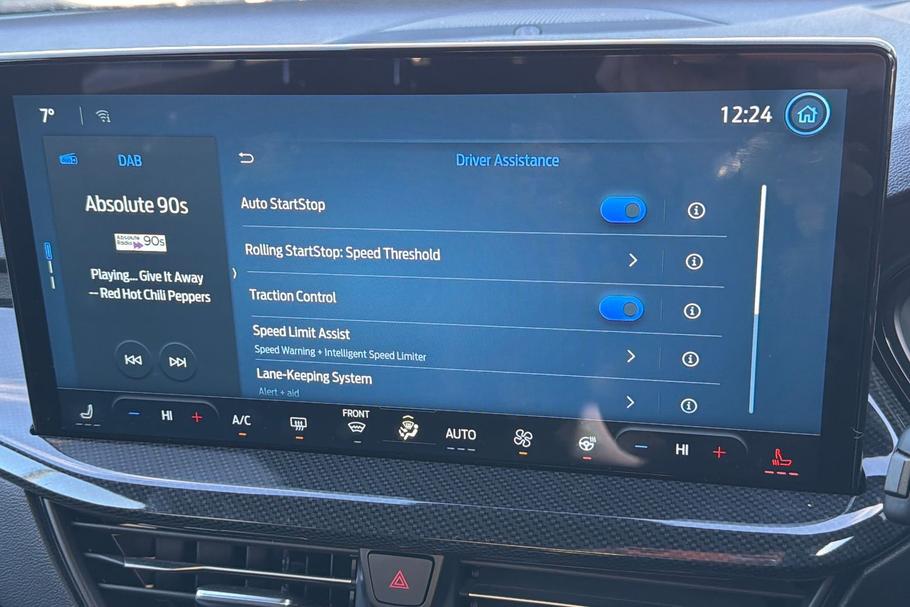 7°
12:24
DAB
Driver Assistance
Absolute 90s
Absolute
Radio 90s
Playing... Give It Away
– Red Hot Chili Peppers
Auto StartStop
Rolling StartStop: Speed Threshold
Traction Control
Speed Limit Assist
Speed Warning + Intelligent Speed Limiter
Lane-Keeping System
Alert + aid
HI
A/C
FRONT
AUTO
HI